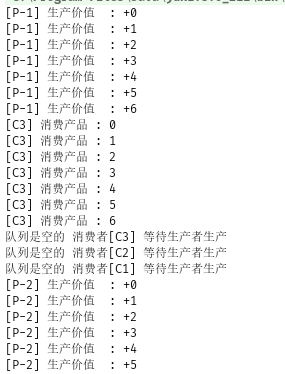 [P-1] 生产价值  : +0
[P-1] 生产价值  : +1
[P-1] 生产价值  : +2
[P-1] 生产价值  : +3
[P-1] 生产价值  : +4
[P-1] 生产价值  : +5
[P-1] 生产价值  : +6
[C3] 消费产品 : 0
[C3] 消费产品 : 1
[C3] 消费产品 : 2
[C3] 消费产品 : 3
[C3] 消费产品 : 4
[C3] 消费产品 : 5
[C3] 消费产品 : 6
队列是空的 消费者[C3] 等待生产者生产
队列是空的 消费者[C2] 等待生产者生产
队列是空的 消费者[C1] 等待生产者生产
[P-2] 生产价值  : +0
[P-2] 生产价值  : +1
[P-2] 生产价值  : +2
[P-2] 生产价值  : +3
[P-2] 生产价值  : +4
[P-2] 生产价值  : +5